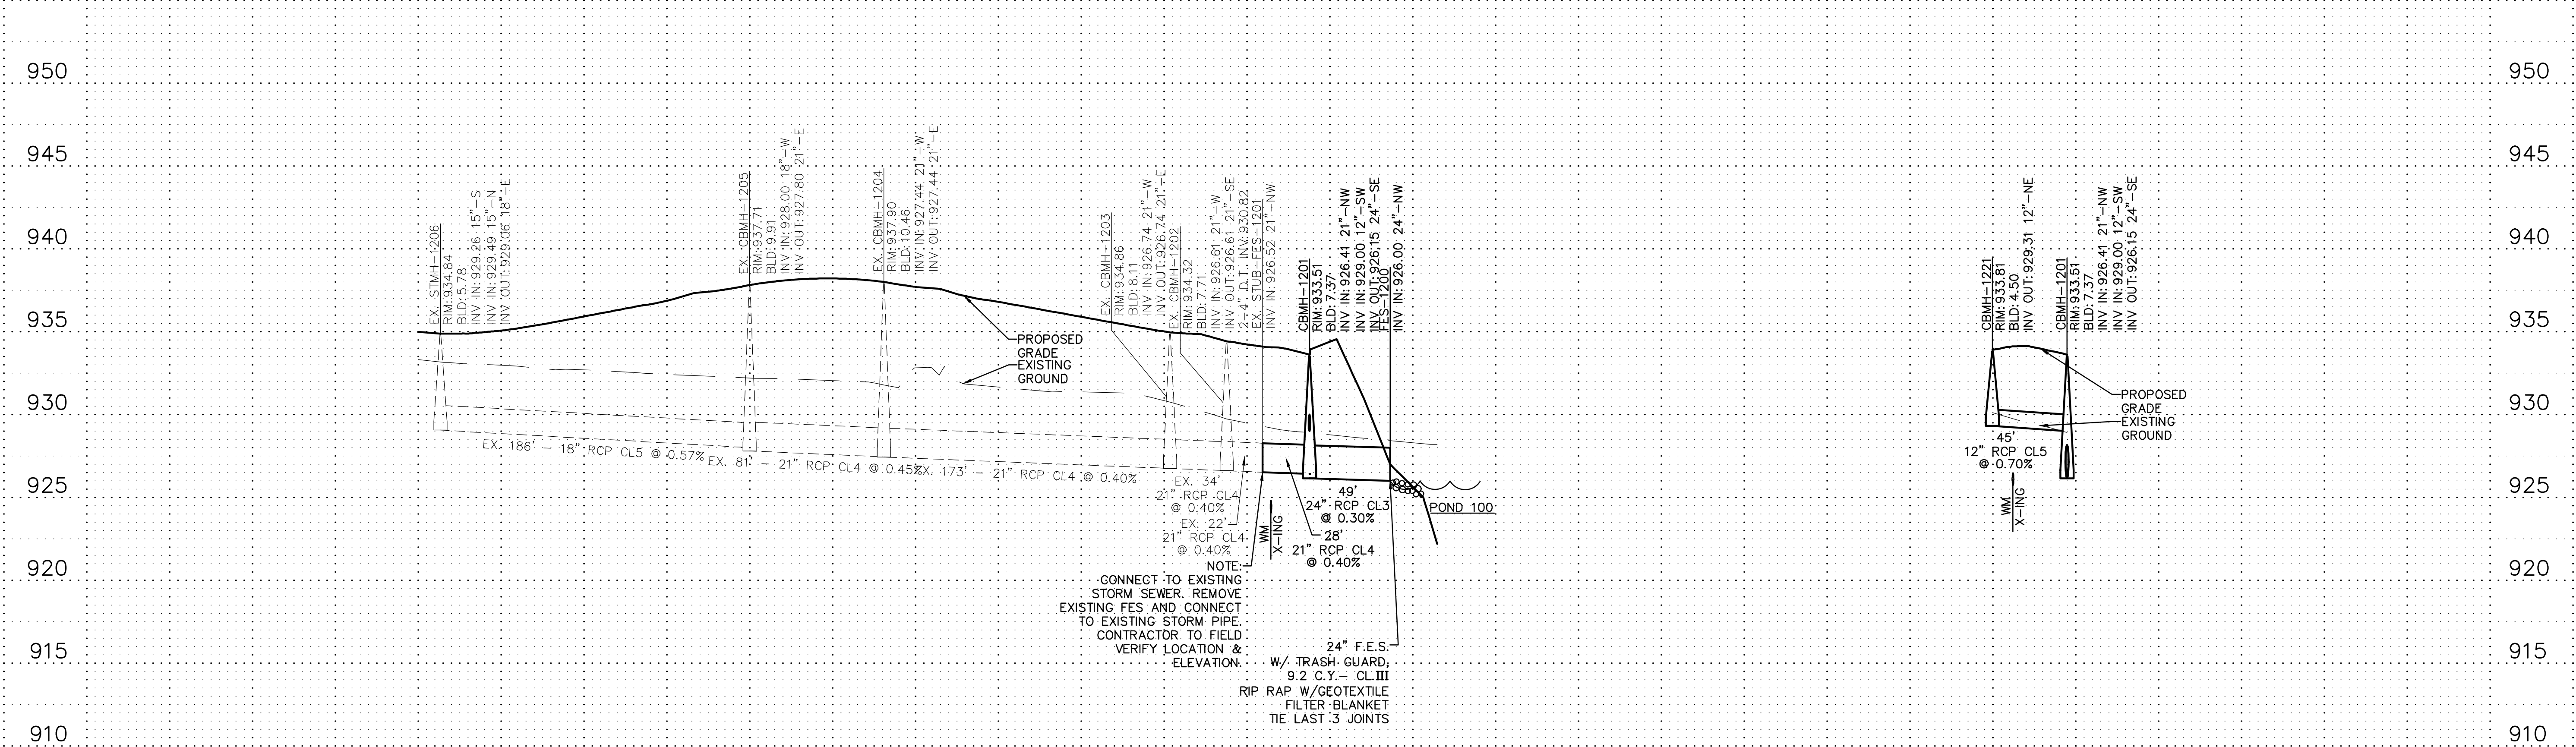 950
945
940
935
930
925
920
915
910
EX. STMH-1206
RIM:934.84
BLD:5.78
INV IN:929.26 15"-S
INV IN:929.49 15"-N
INV OUT:929.06 18"-E
EX. CBMH-1205
RIM:937.71
BLD:9.91
INV IN:928.00 18"-W
INV OUT:927.80 21"-E
EX. CBMH-1204
RIM:937.90
BLD:10.46
INV IN:927.44 21"-W
INV OUT:927.44 21"-E
EX. CBMH-1203
RIM:934.86
BLD:8.11
INV IN:926.74 21"-W
INV OUT:926.74 21"-E
EX. CBMH-1202
RIM:934.32
BLD:7.71
INV IN:926.61 21"-W
INV OUT:926.61 21"-SE
2-4" D.T. INV:930.82
EX. STUB-FES-1201
INV IN:926.52 21"-NW
CBMH-1201
RIM:933.51
BLD:7.37
INV IN:926.41 21"-NW
INV IN:929.00 12"-SW
INV OUT:926.15 24"-SE
FES-1200
INV IN:926.00 24"-NW
PROPOSED
GRADE
EXISTING
GROUND
EX. 186' - 18" RCP CL5 @ 0.57%
EX. 81' - 21" RCP CL4 @ 0.45%
EX. 173' - 21" RCP CL4 @ 0.40%
EX. 34'
21" RCP CL4
@ 0.40%
EX. 22'
21" RCP CL4
@ 0.40%
WM
X-ING
49'
24" RCP CL3
@ 0.30%
28'
21" RCP CL4
@ 0.40%
POND 100
NOTE:
CONNECT TO EXISTING
STORM SEWER. REMOVE
EXISTING FES AND CONNECT
TO EXISTING STORM PIPE.
CONTRACTOR TO FIELD
VERIFY LOCATION &
ELEVATION.
24" F.E.S.
W/ TRASH GUARD,
9.2 C.Y.- CL.III
RIP RAP W/GEOTEXTILE
FILTER BLANKET
TIE LAST 3 JOINTS
CBMH-1221
RIM:933.81
BLD:4.50
INV OUT:929.31 12"-NE
CBMH-1201
RIM:933.51
BLD:7.37
INV IN:926.41 21"-NW
INV IN:929.00 12"-SW
INV OUT:926.15 24"-SE
PROPOSED
GRADE
EXISTING
GROUND
45'
12" RCP CL5
@ 0.70%
WM
X-ING
950
945
940
935
930
925
920
915
910